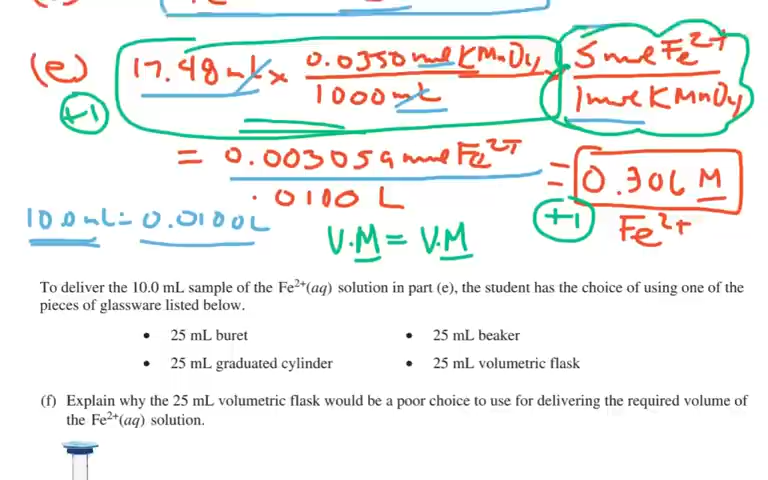 (e) 17.48 mL × 0.0350 mol KMnO4 / 1000 mL 5 mol Fe2+ / 1 mol KMnO4
+1
= 0.003059 mol Fe2+ / .0100 L = 0.306 M
10.0 mL = 0.0100L
V.M = V.M
+1 Fe2+
To deliver the 10.0 mL sample of the Fe2+(aq) solution in part (e), the student has the choice of using one of the
pieces of glassware listed below.
• 25 mL buret • 25 mL beaker
• 25 mL graduated cylinder • 25 mL volumetric flask
(f) Explain why the 25 mL volumetric flask would be a poor choice to use for delivering the required volume of
the Fe2+(aq) solution.